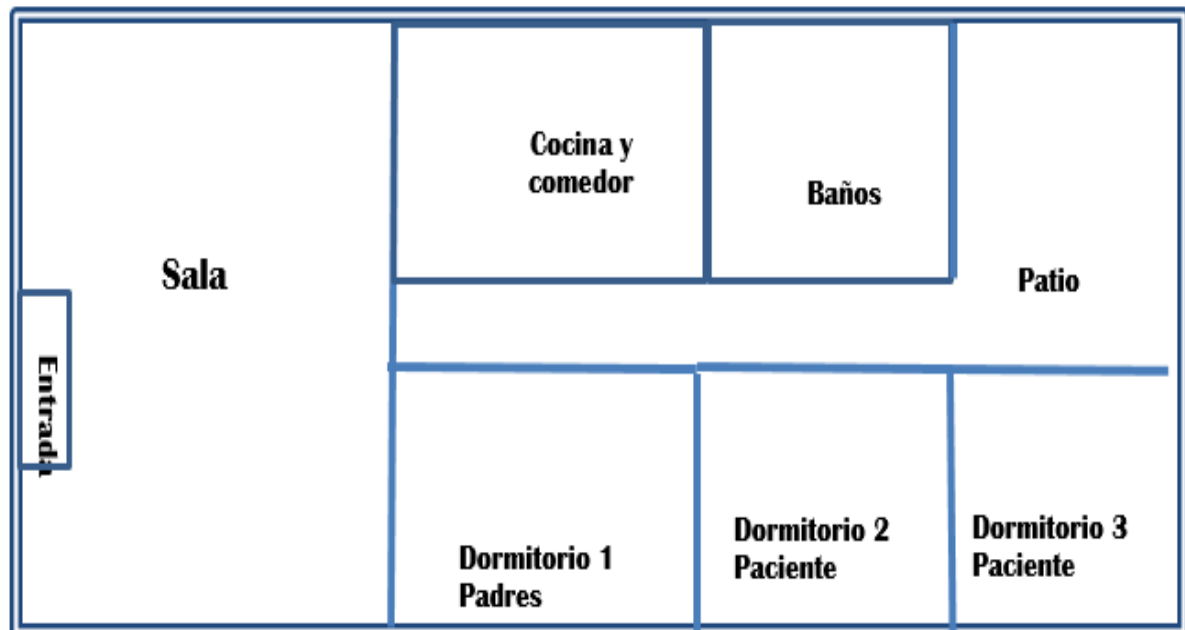 Cocina y
comedor
Baños
Sala
Patio
Entrada
Dormitorio 1
Padres
Dormitorio 2
Paciente
Dormitorio 3
Paciente